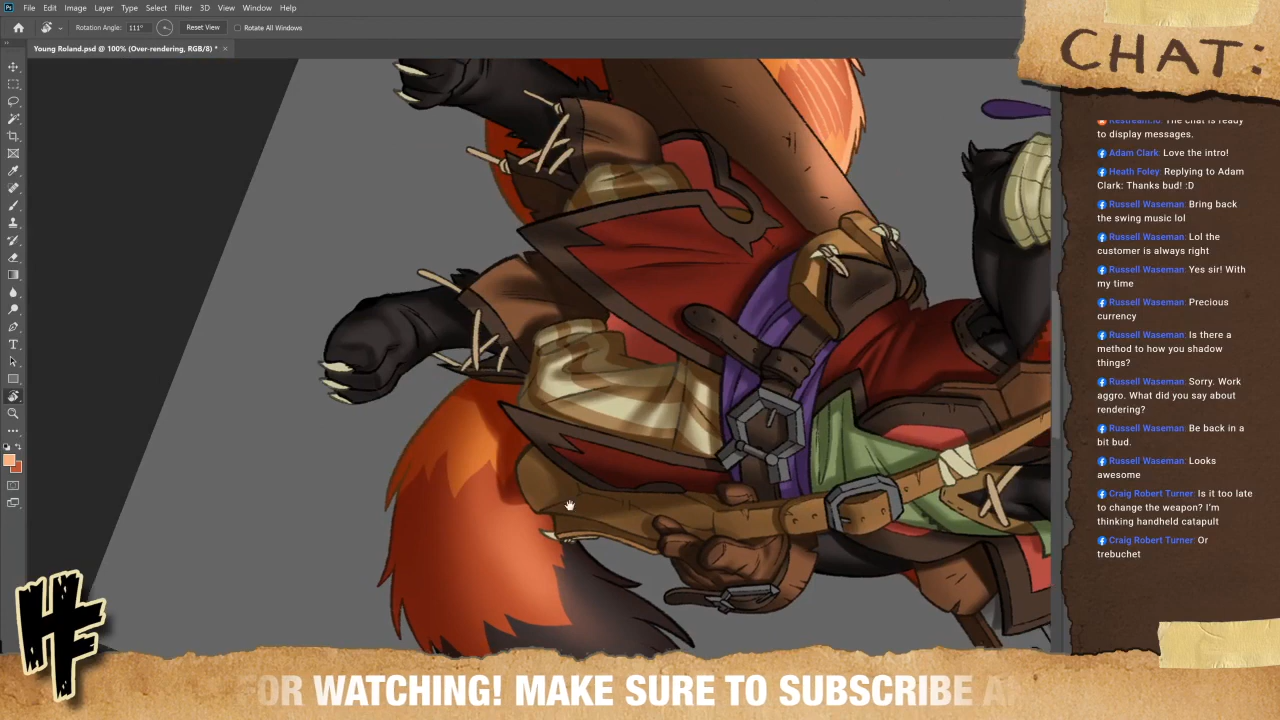 Ps File Edit Image Layer Type Select Filter 3D View Window Help
Rotation Angle: 111° Reset View Rotate All Windows
Young Roland.psd @ 100% (Over-rendering, RGB/8) * ×
CHAT:
Restream.io: The chat is ready
to display messages.
Adam Clark: Love the intro!
Heath Foley: Replying to Adam
Clark: Thanks bud! :D
Russell Waseman: Bring back
the swing music lol
Russell Waseman: Lol the
customer is always right
Russell Waseman: Yes sir! With
my time
Russell Waseman: Precious
currency
Russell Waseman: Is there a
method to how you shadow
things?
Russell Waseman: Sorry. Work
aggro. What did you say about
rendering?
Russell Waseman: Be back in a
bit bud.
Russell Waseman: Looks
awesome
Craig Robert Turner: Is it too late
to change the weapon? I'm
thinking handheld catapult
Craig Robert Turner: Or
trebuchet
HF
OR WATCHING! MAKE SURE TO SUBSCRIBE A